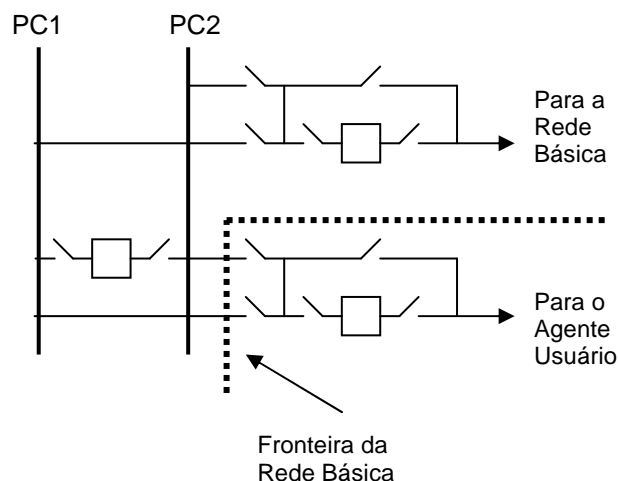 PC1
PC2
Para a
Rede
Básica
Para o
Agente
Usuário
Fronteira da
Rede Básica